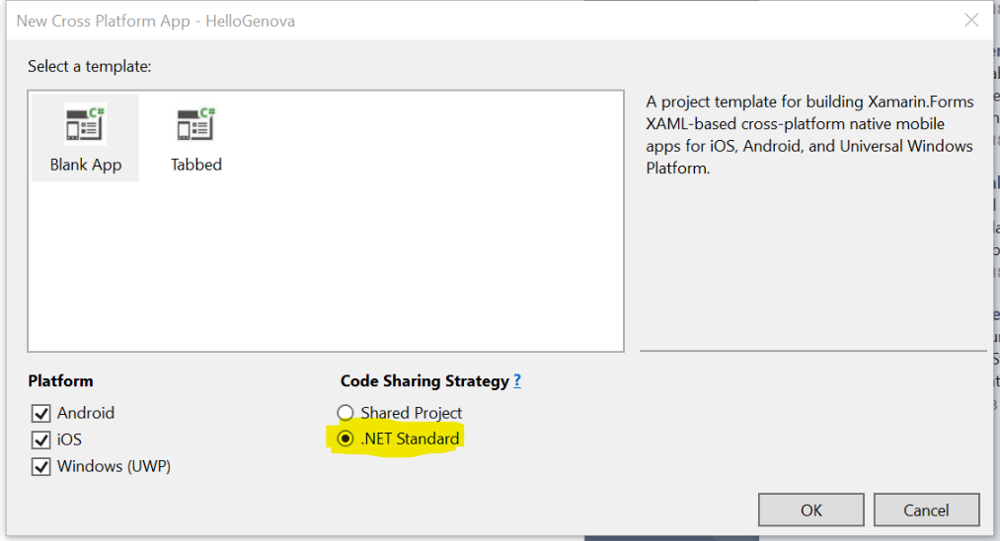 New Cross Platform App - HelloGenova
Select a template:
C#
Blank App
C#
Tabbed
A project template for building Xamarin.Forms
XAML-based cross-platform native mobile
apps for iOS, Android, and Universal Windows
Platform.
Platform
Android
iOS
Windows (UWP)
Code Sharing Strategy ?
Shared Project
.NET Standard
OK
Cancel